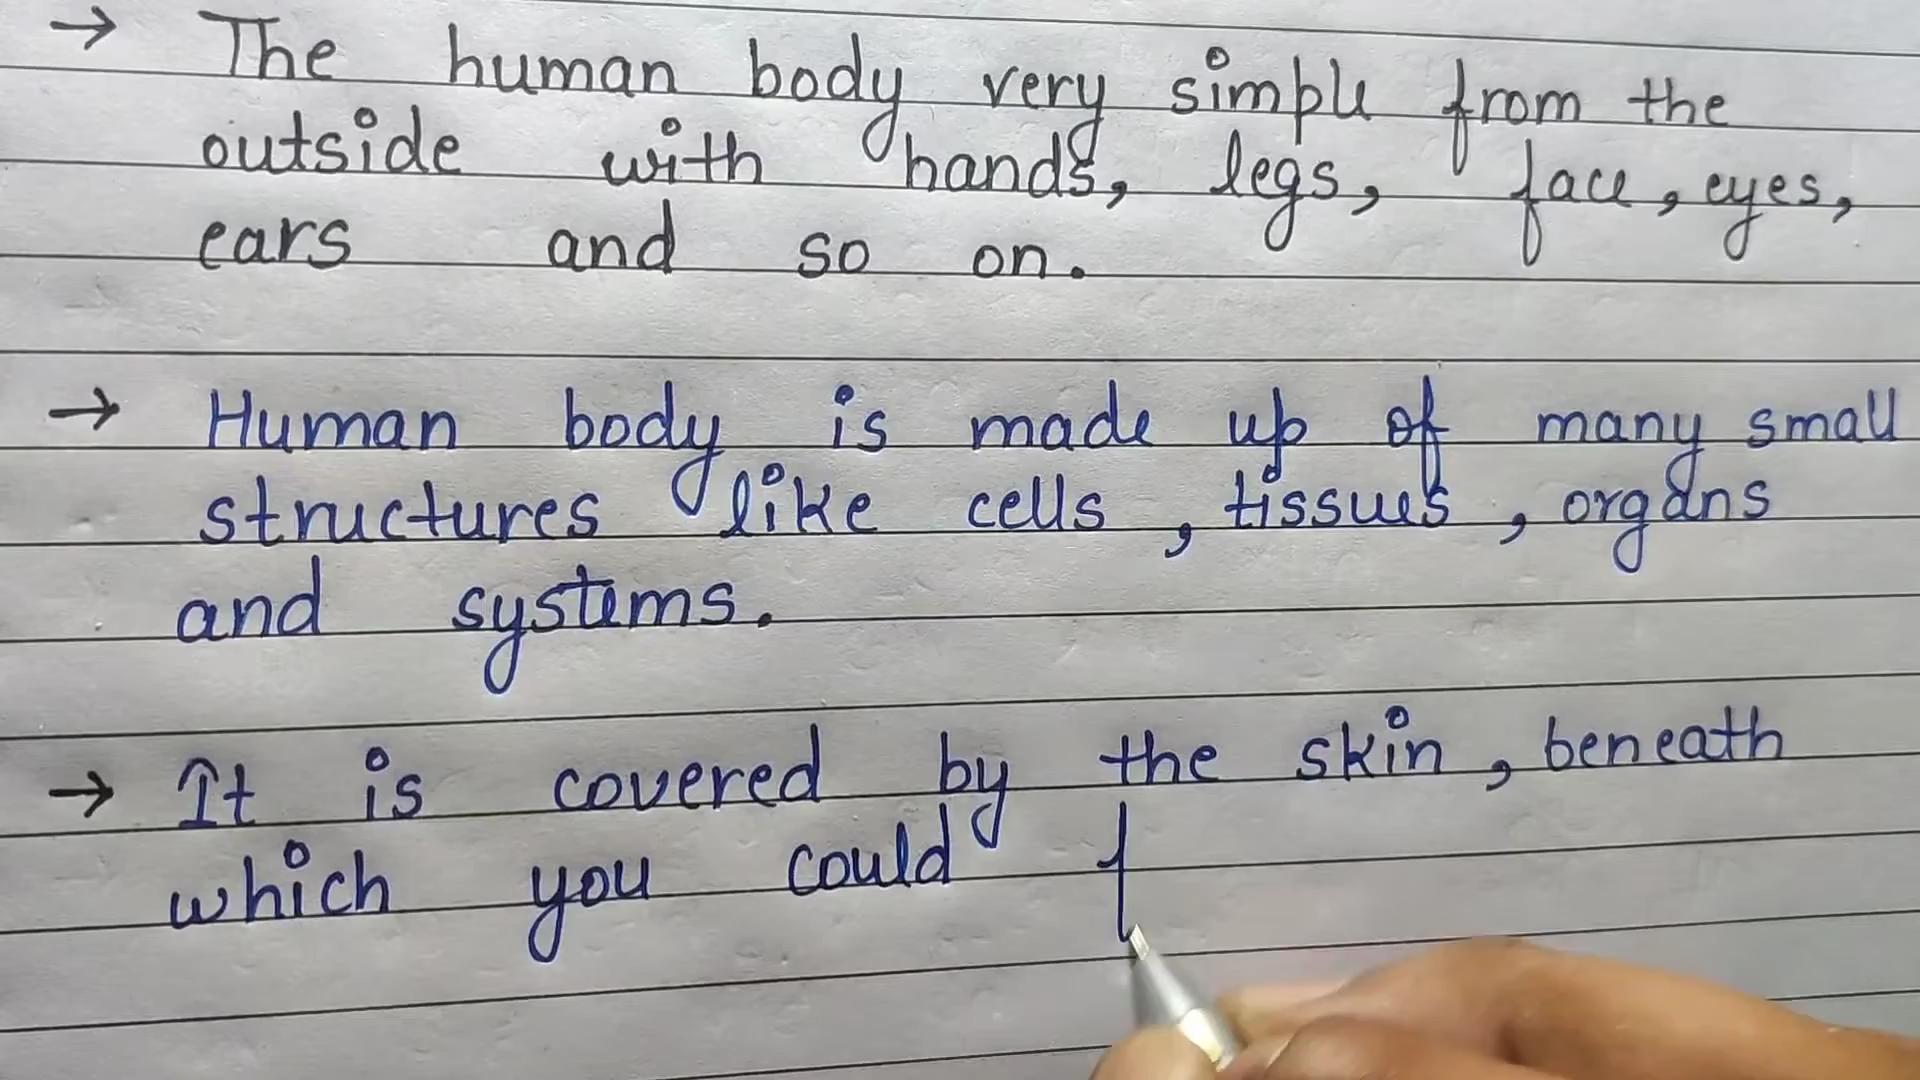 → The human body very simple from the
outside with hands, legs, face, eyes,
ears and so on.
→ Human body is made up of many small
structures like cells, tissues, organs
and systems.
→ It is covered by the skin, beneath
which you could f